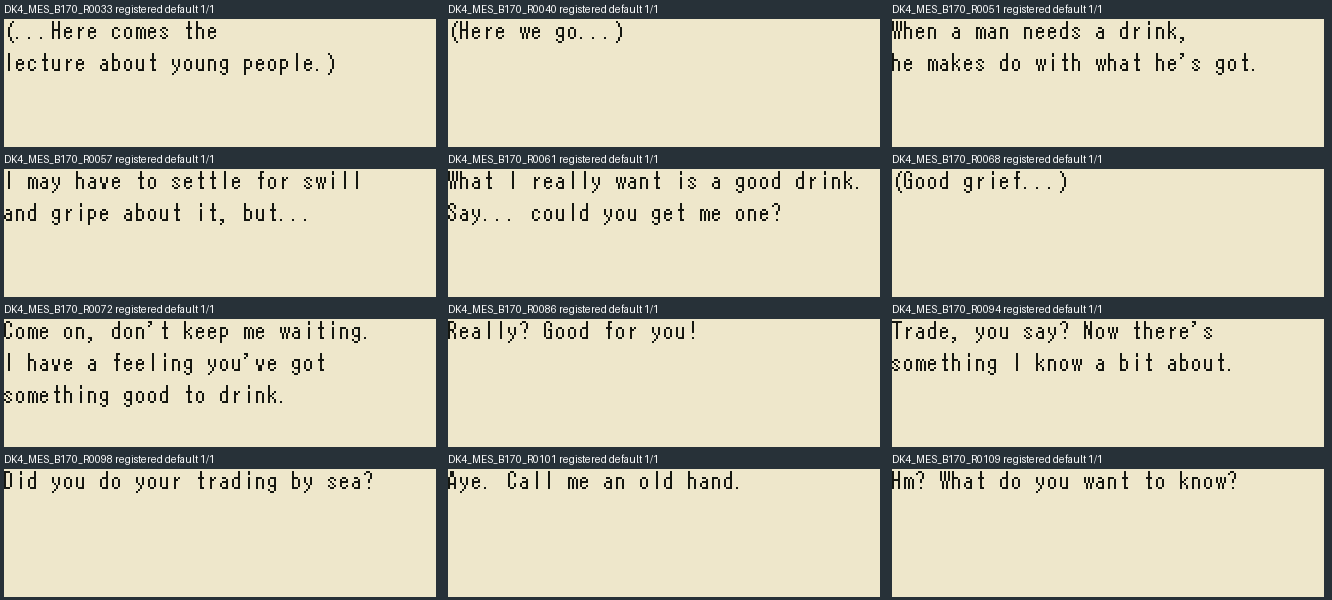 DK4_MES_B170_R0033 registered default 1/1
(...Here comes the
lecture about young people.)
DK4_MES_B170_R0040 registered default 1/1
(Here we go...)
DK4_MES_B170_R0051 registered default 1/1
When a man needs a drink,
he makes do with what he's got.
DK4_MES_B170_R0057 registered default 1/1
I may have to settle for swill
and gripe about it, but...
DK4_MES_B170_R0061 registered default 1/1
What I really want is a good drink.
Say... could you get me one?
DK4_MES_B170_R0068 registered default 1/1
(Good grief...)
DK4_MES_B170_R0072 registered default 1/1
Come on, don't keep me waiting.
I have a feeling you've got
something good to drink.
DK4_MES_B170_R0086 registered default 1/1
Really? Good for you!
DK4_MES_B170_R0094 registered default 1/1
Trade, you say? Now there's
something I know a bit about.
DK4_MES_B170_R0098 registered default 1/1
Did you do your trading by sea?
DK4_MES_B170_R0101 registered default 1/1
Aye. Call me an old hand.
DK4_MES_B170_R0109 registered default 1/1
Hm? What do you want to know?